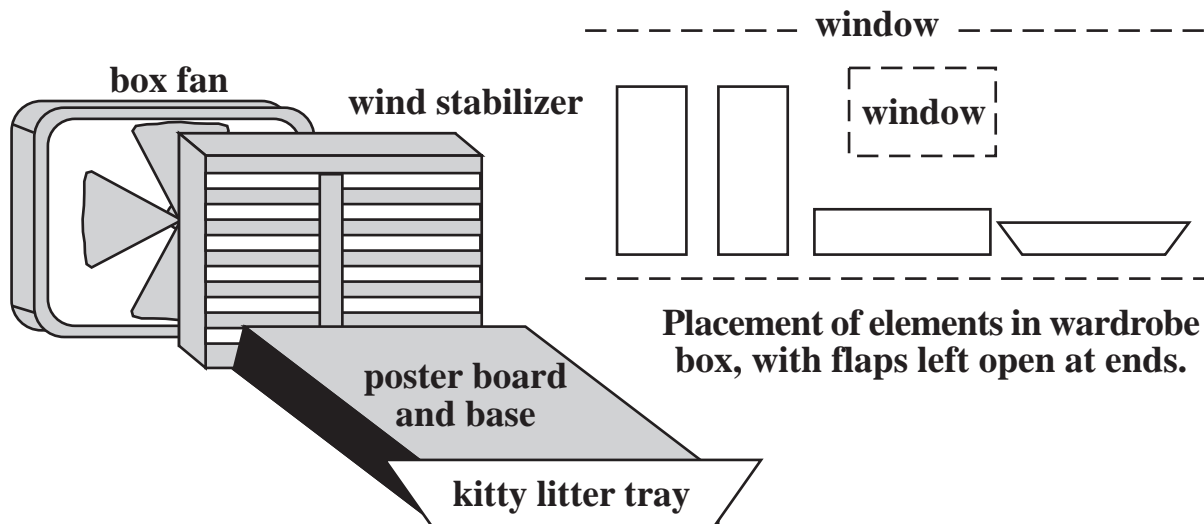 window
box fan
wind stabilizer
window
Placement of elements in wardrobe
box, with flaps left open at ends.
poster board
and base
kitty litter tray